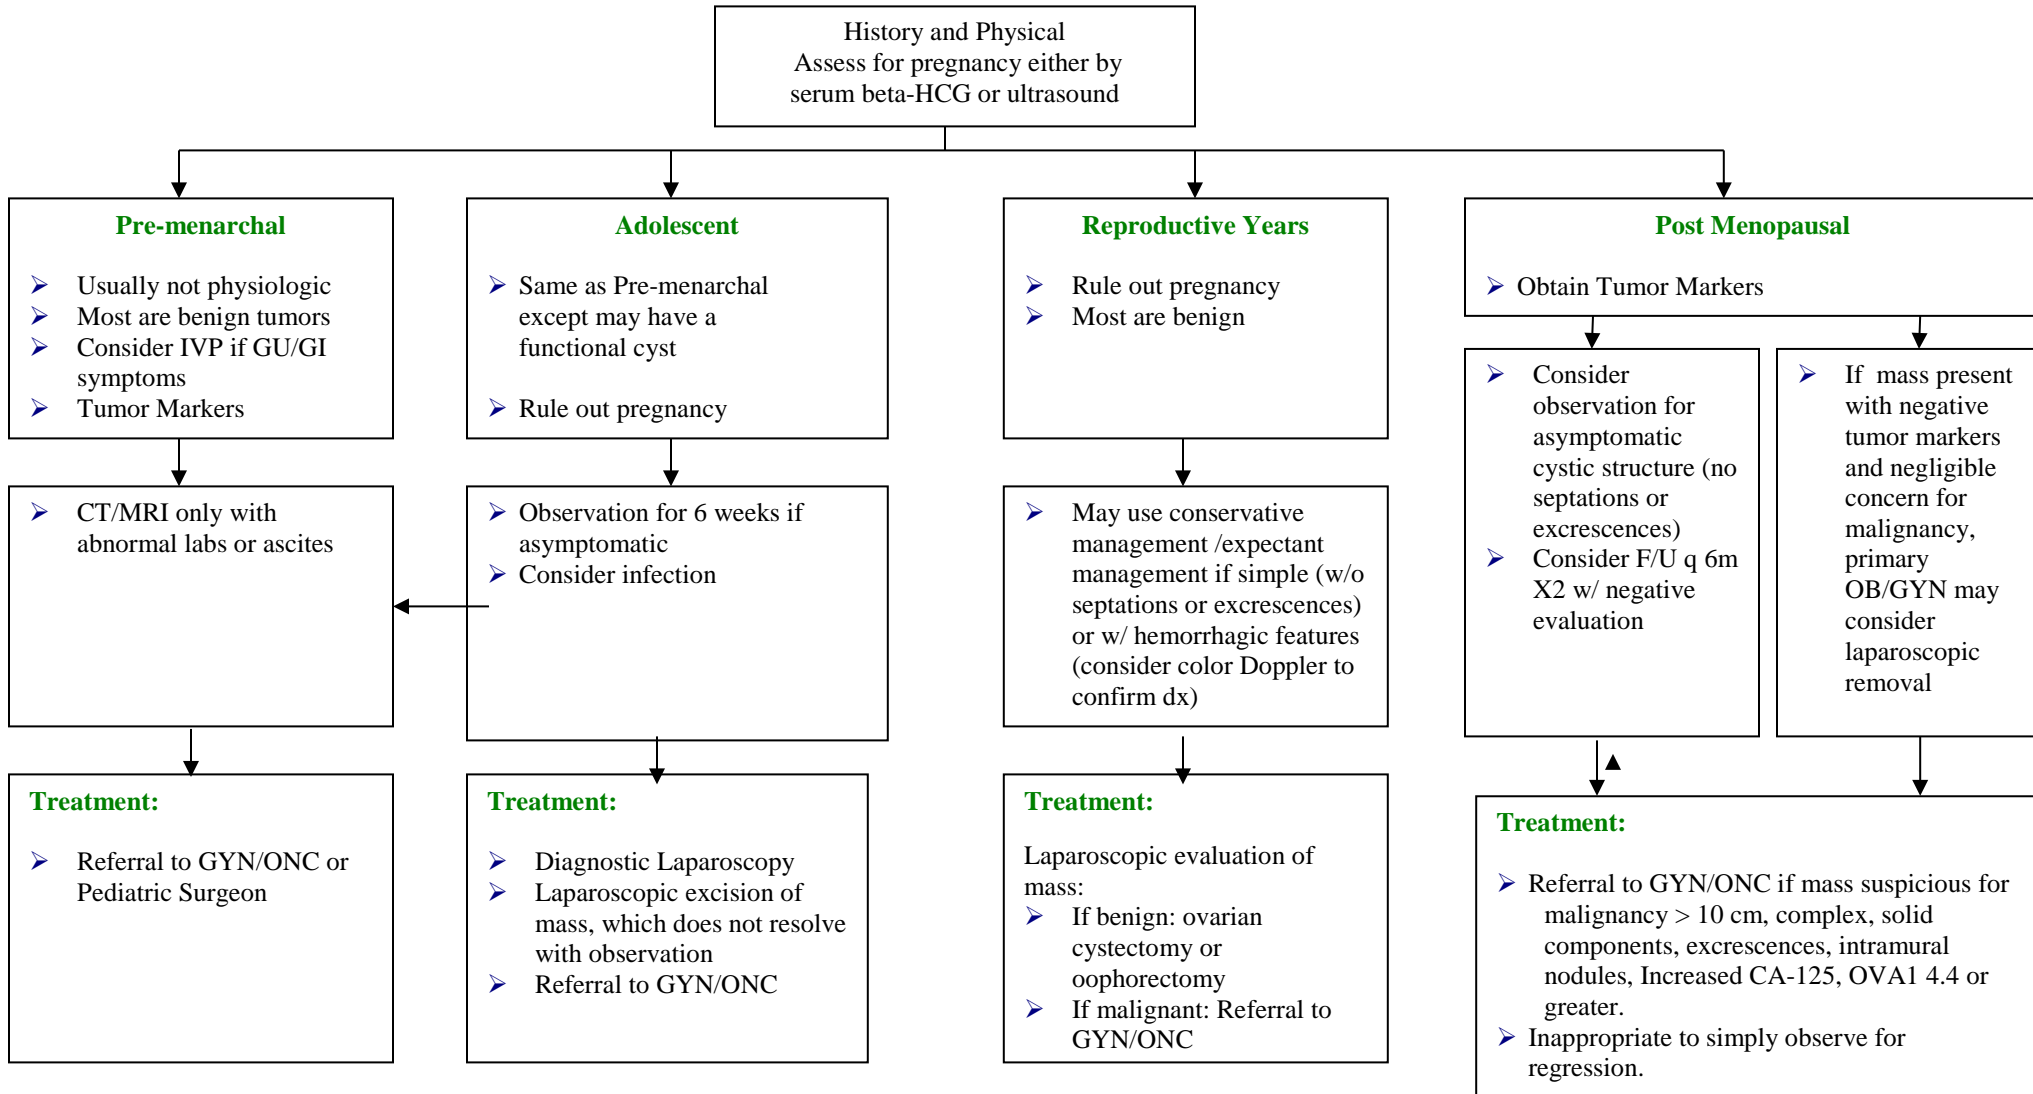 History and Physical
Assess for pregnancy either by
serum beta-HCG or ultrasound
Pre-menarchal
➢ Usually not physiologic
➢ Most are benign tumors
➢ Consider IVP if GU/GI
symptoms
➢ Tumor Markers
Adolescent
➢ Same as Pre-menarchal
except may have a
functional cyst
➢ Rule out pregnancy
Reproductive Years
➢ Rule out pregnancy
➢ Most are benign
Post Menopausal
➢ Obtain Tumor Markers
➢ CT/MRI only with
abnormal labs or ascites
➢ Observation for 6 weeks if
asymptomatic
➢ Consider infection
➢ May use conservative
management /expectant
management if simple (w/o
septations or excrescences)
or w/ hemorrhagic features
(consider color Doppler to
confirm dx)
➢ Consider
observation for
asymptomatic
cystic structure (no
septations or
excrescences)
➢ Consider F/U q 6m
X2 w/ negative
evaluation
➢ If mass present
with negative
tumor markers
and negligible
concern for
malignancy,
primary
OB/GYN may
consider
laparoscopic
removal
Treatment:
➢ Referral to GYN/ONC or
Pediatric Surgeon
Treatment:
➢ Diagnostic Laparoscopy
➢ Laparoscopic excision of
mass, which does not resolve
with observation
➢ Referral to GYN/ONC
Treatment:
Laparoscopic evaluation of
mass:
➢ If benign: ovarian
cystectomy or
oophorectomy
➢ If malignant: Referral to
GYN/ONC
Treatment:
➢ Referral to GYN/ONC if mass suspicious for
malignancy > 10 cm, complex, solid
components, excrescences, intramural
nodules, Increased CA-125, OVA1 4.4 or
greater.
➢ Inappropriate to simply observe for
regression.